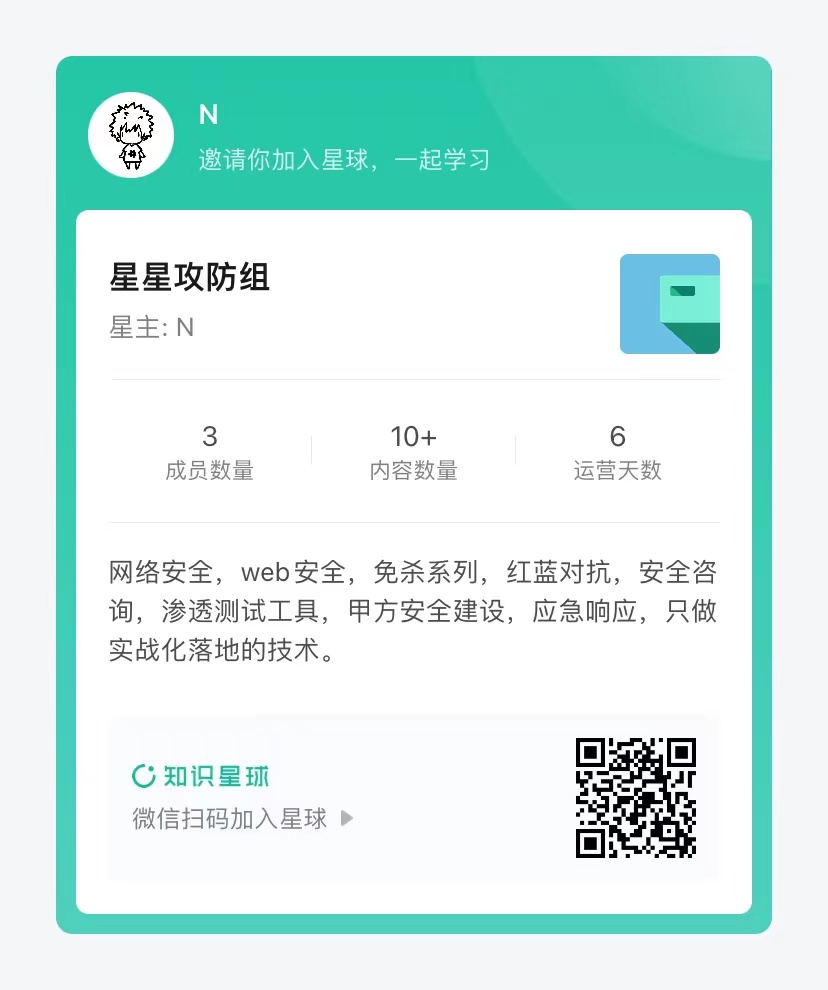 N
邀请你加入星球，一起学习
星星攻防组
星主: N
3
成员数量
10+
内容数量
6
运营天数
网络安全，web安全，免杀系列，红蓝对抗，安全咨
询，渗透测试工具，甲方安全建设，应急响应，只做
实战化落地的技术。
知识星球
微信扫码加入星球